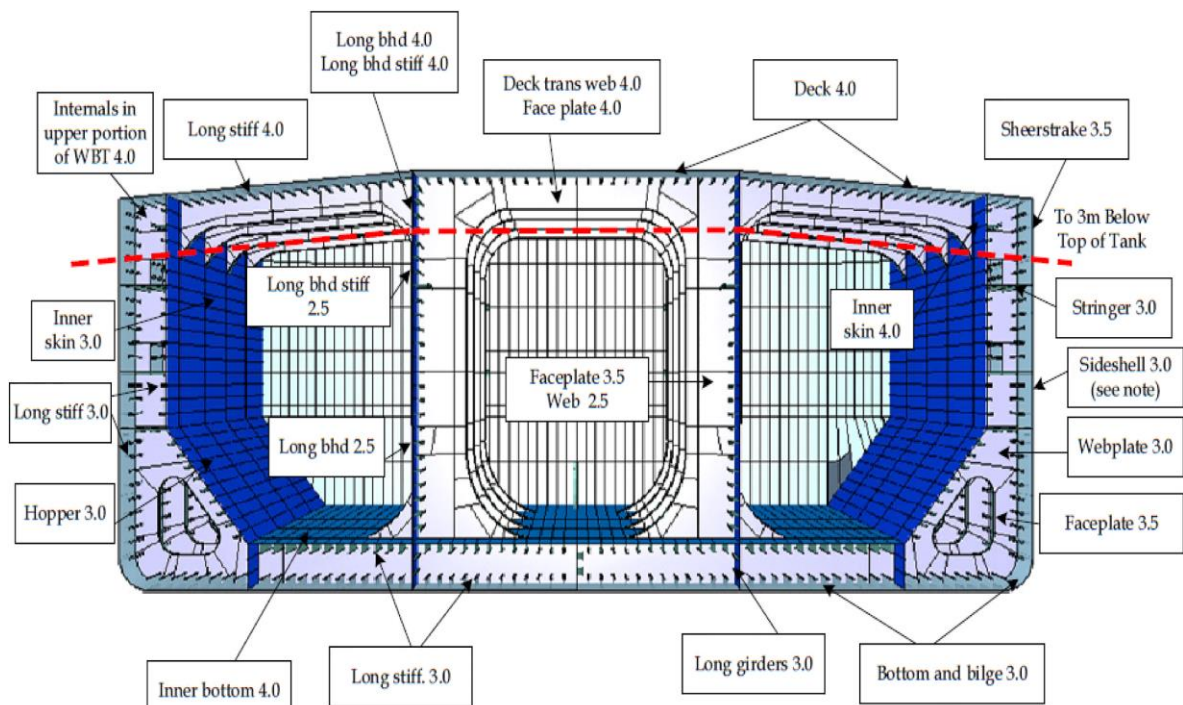 Long bhd 4.0
Long bhd stiff 4.0
Deck trans web 4.0
Face plate 4.0
Deck 4.0
Internals in
upper portion
of WBT 4.0
Long stiff 4.0
Sheerstrake 3.5
To 3m Below
Top of Tank
Long bhd stiff
2.5
Inner
skin 3.0
Inner
skin 4.0
Stringer 3.0
Faceplate 3.5
Web 2.5
Sideshell 3.0
(see note)
Long stiff 3.0
Long bhd 2.5
Webplate 3.0
Hopper 3.0
Faceplate 3.5
Inner bottom 4.0
Long stiff. 3.0
Long girders 3.0
Bottom and bilge 3.0